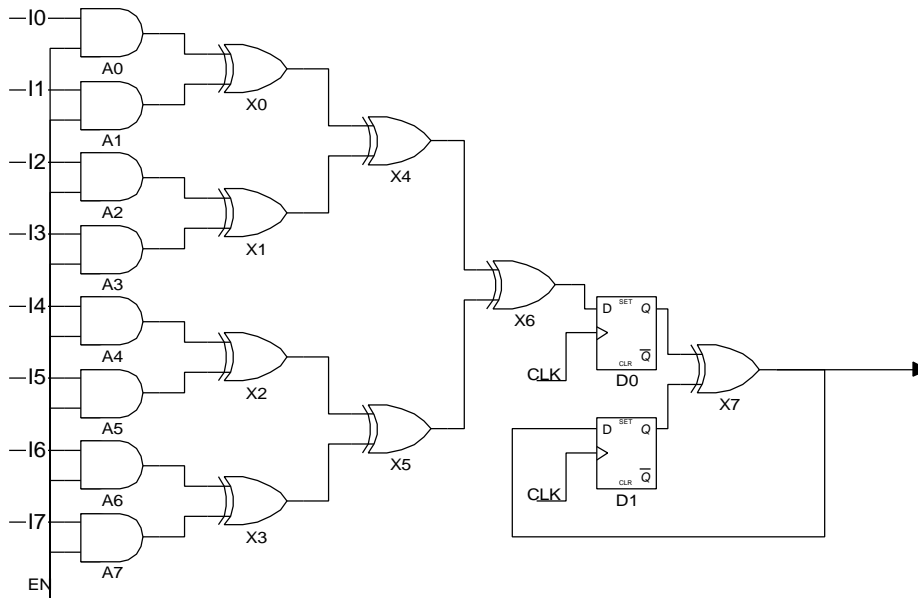 I0
A0
X0
I1
A1
X4
I2
A2
X1
I3
A3
X6
I4
A4
X2
I5
A5
X5
I6
A6
X3
I7
A7
EN
SET
D Q
Q
CLR
CLK
D0
X7
SET
D Q
Q
CLR
CLK
D1